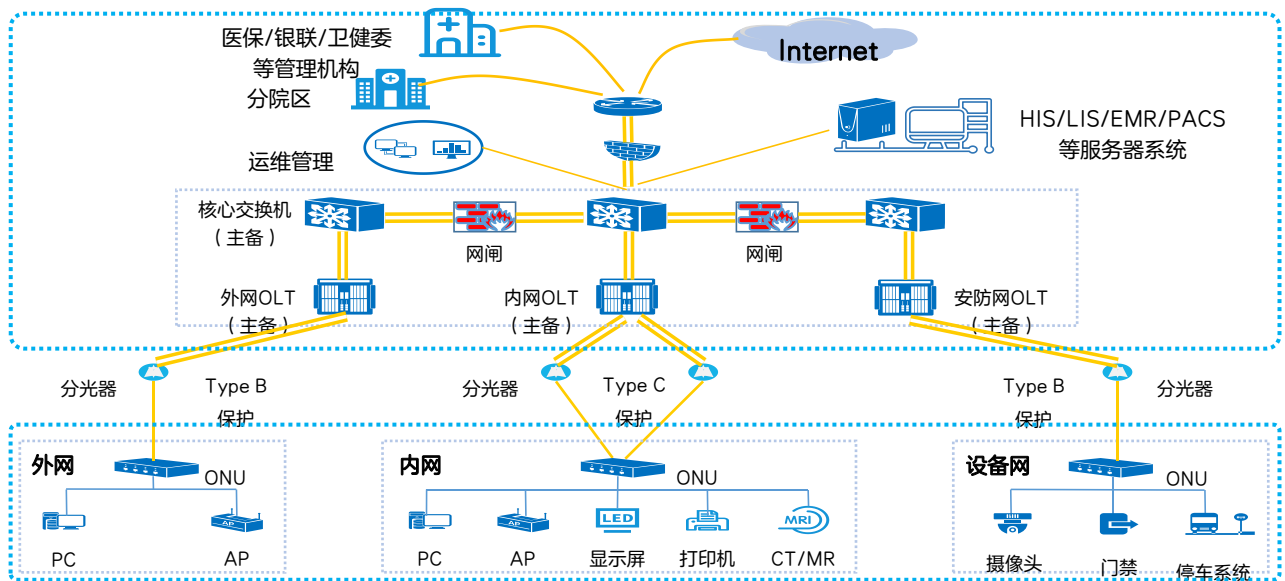 医保/银联/卫健委
等管理机构
分院区
Internet
运维管理
HIS/LIS/EMR/PACS
等服务器系统
核心交换机
（主备）
网闸
网闸
外网OLT
（主备）
内网OLT
（主备）
安防网OLT
（主备）
分光器
Type B
保护
分光器
Type C
保护
Type B
保护
分光器
外网
ONU
PC
AP
AP
内网
ONU
PC
AP
AP
LED
显示屏
打印机
MRI
CT/MR
设备网
ONU
摄像头
门禁
停车系统